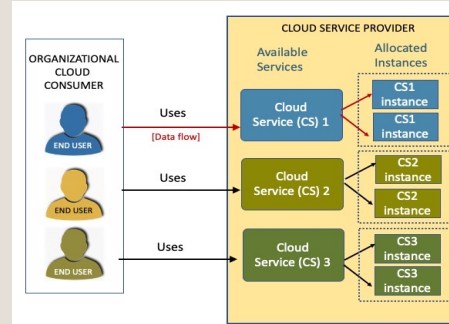 CLOUD SERVICE PROVIDER
ORGANIZATIONAL
CLOUD
CONSUMER
Available
Services
Allocated
Instances
END USER
Uses
[Data flow]
Cloud
Service (CS) 1
CS1
instance
CS1
instance
END USER
Uses
Cloud
Service (CS) 2
CS2
instance
CS2
instance
END USER
Uses
Cloud
Service (CS) 3
CS3
instance
CS3
instance